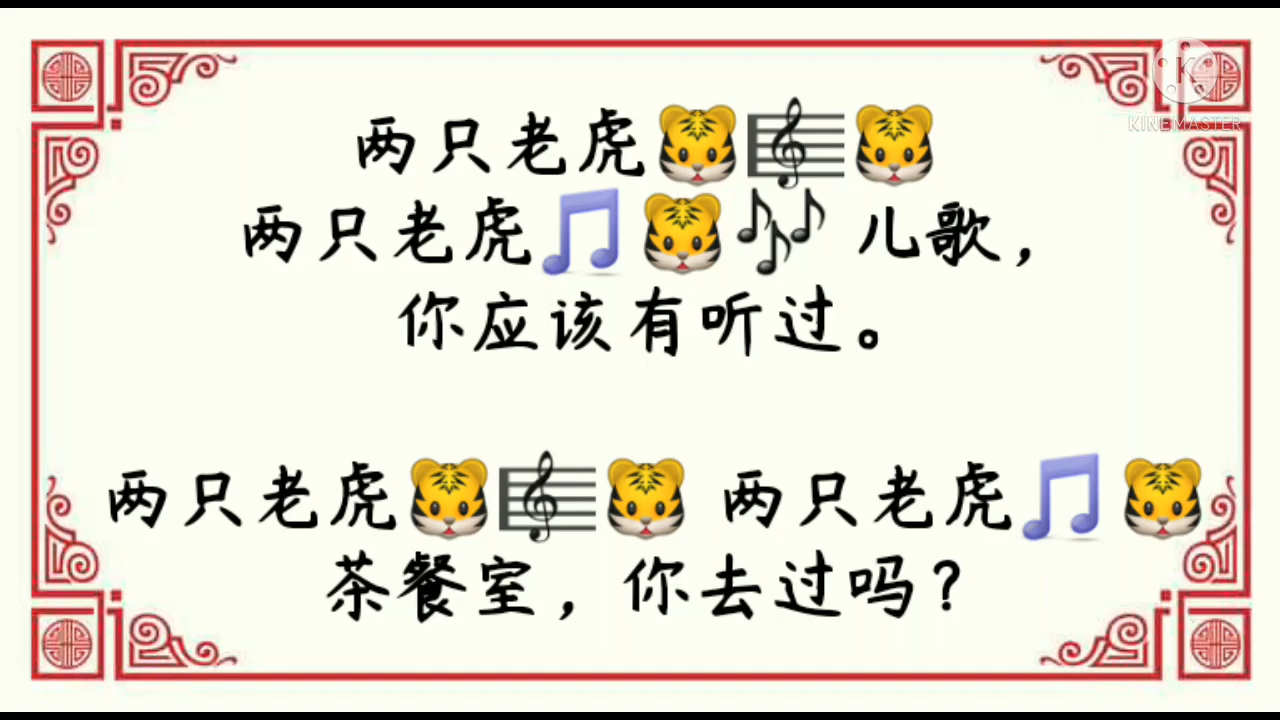 两只老虎🐯🎼🐯
两只老虎🎵🐯🎶 儿歌，
你应该有听过。
两只老虎🐯🎼🐯 两只老虎🎵🐯
茶餐室，你去过吗？
K
KINEMASTER